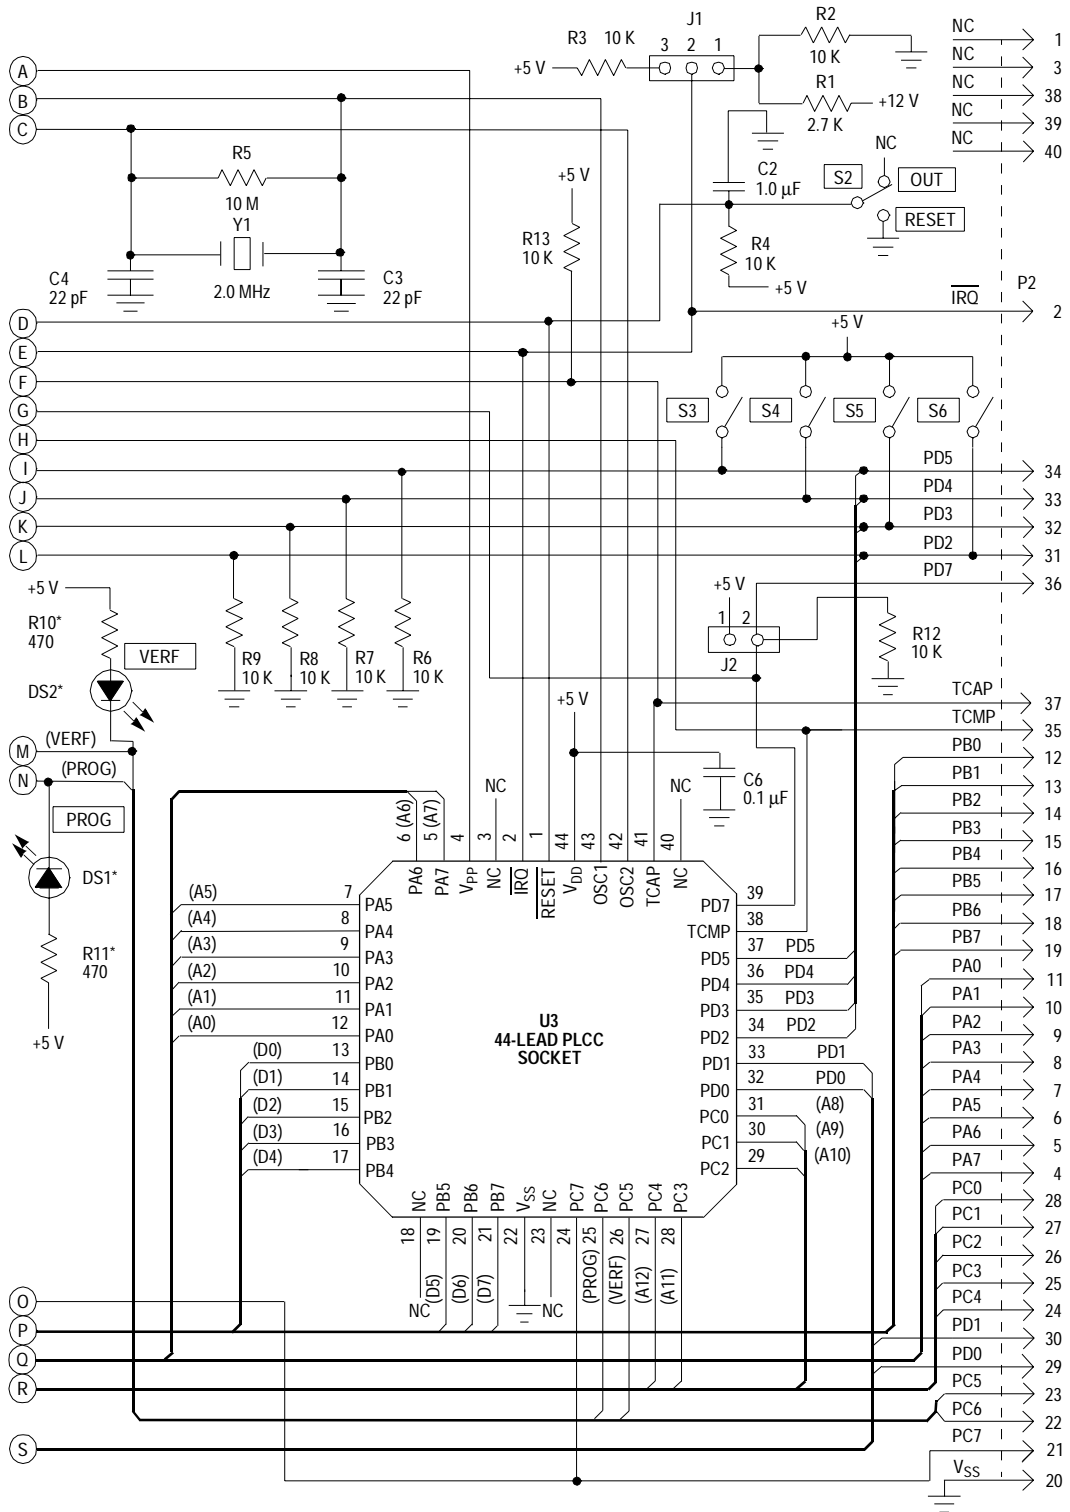 J1
R3 10 K
3 2 1
+5 V
R2
10 K
R1
2.7 K
+12 V
NC 1
NC 3
NC 38
NC 39
NC 40
A
B
C
R5
10 M
Y1
2.0 MHz
C4
22 pF
C3
22 pF
+5 V
R13
10 K
C2
1.0 µF
R4
10 K
+5 V
NC
S2
OUT
RESET
P2
IRQ 2
D
E
F
G
H
I
J
K
L
+5 V
S3
S4
S5
S6
PD5 34
PD4 33
PD3 32
PD2 31
PD7 36
+5 V
R10*
470
VERF
DS2*
R9
10 K
R8
10 K
R7
10 K
R6
10 K
+5 V
1 2
J2
R12
10 K
+5 V
C6
0.1 µF
TCAP 37
TCMP 35
PB0 12
PB1 13
PB2 14
PB3 15
PB4 16
PB5 17
PB6 18
PB7 19
PA0 11
PA1 10
PA2 9
PA3 8
PA4 7
PA5 6
PA6 5
PA7 4
PC0 28
PC1 27
PC2 26
PC3 25
PC4 24
PD1 30
PD0 29
PC5 23
PC6 22
PC7 21
VSS 20
M (VERF)
N (PROG)
PROG
DS1*
R11*
470
+5 V
6 (A6)
5 (A7)
4
3
NC
2
1
44
43
42
41
40
NC
PA6
PA7
VPP
NC
IRQ
RESET
VDD
OSC1
OSC2
TCAP
NC
(A5) 7 PA5
(A4) 8 PA4
(A3) 9 PA3
(A2) 10 PA2
(A1) 11 PA1
(A0) 12 PA0
(D0) 13 PB0
(D1) 14 PB1
(D2) 15 PB2
(D3) 16 PB3
(D4) 17 PB4
U3
44-LEAD PLCC
SOCKET
PD7 39
TCMP 38
PD5 37 PD5
PD4 36 PD4
PD3 35 PD3
PD2 34 PD2
PD1 33 PD1
PD0 32 PD0
PC0 31 (A8)
PC1 30 (A9)
PC2 29 (A10)
NC
PB5
PB6
PB7
VSS
NC
PC7
PC6
PC5
PC4
PC3
18
19
20
21
22
23
24
25
26
27
28
NC
(D5)
(D6)
(D7)
NC
(PROG)
(VERF)
(A12)
(A11)
O
P
Q
R
S